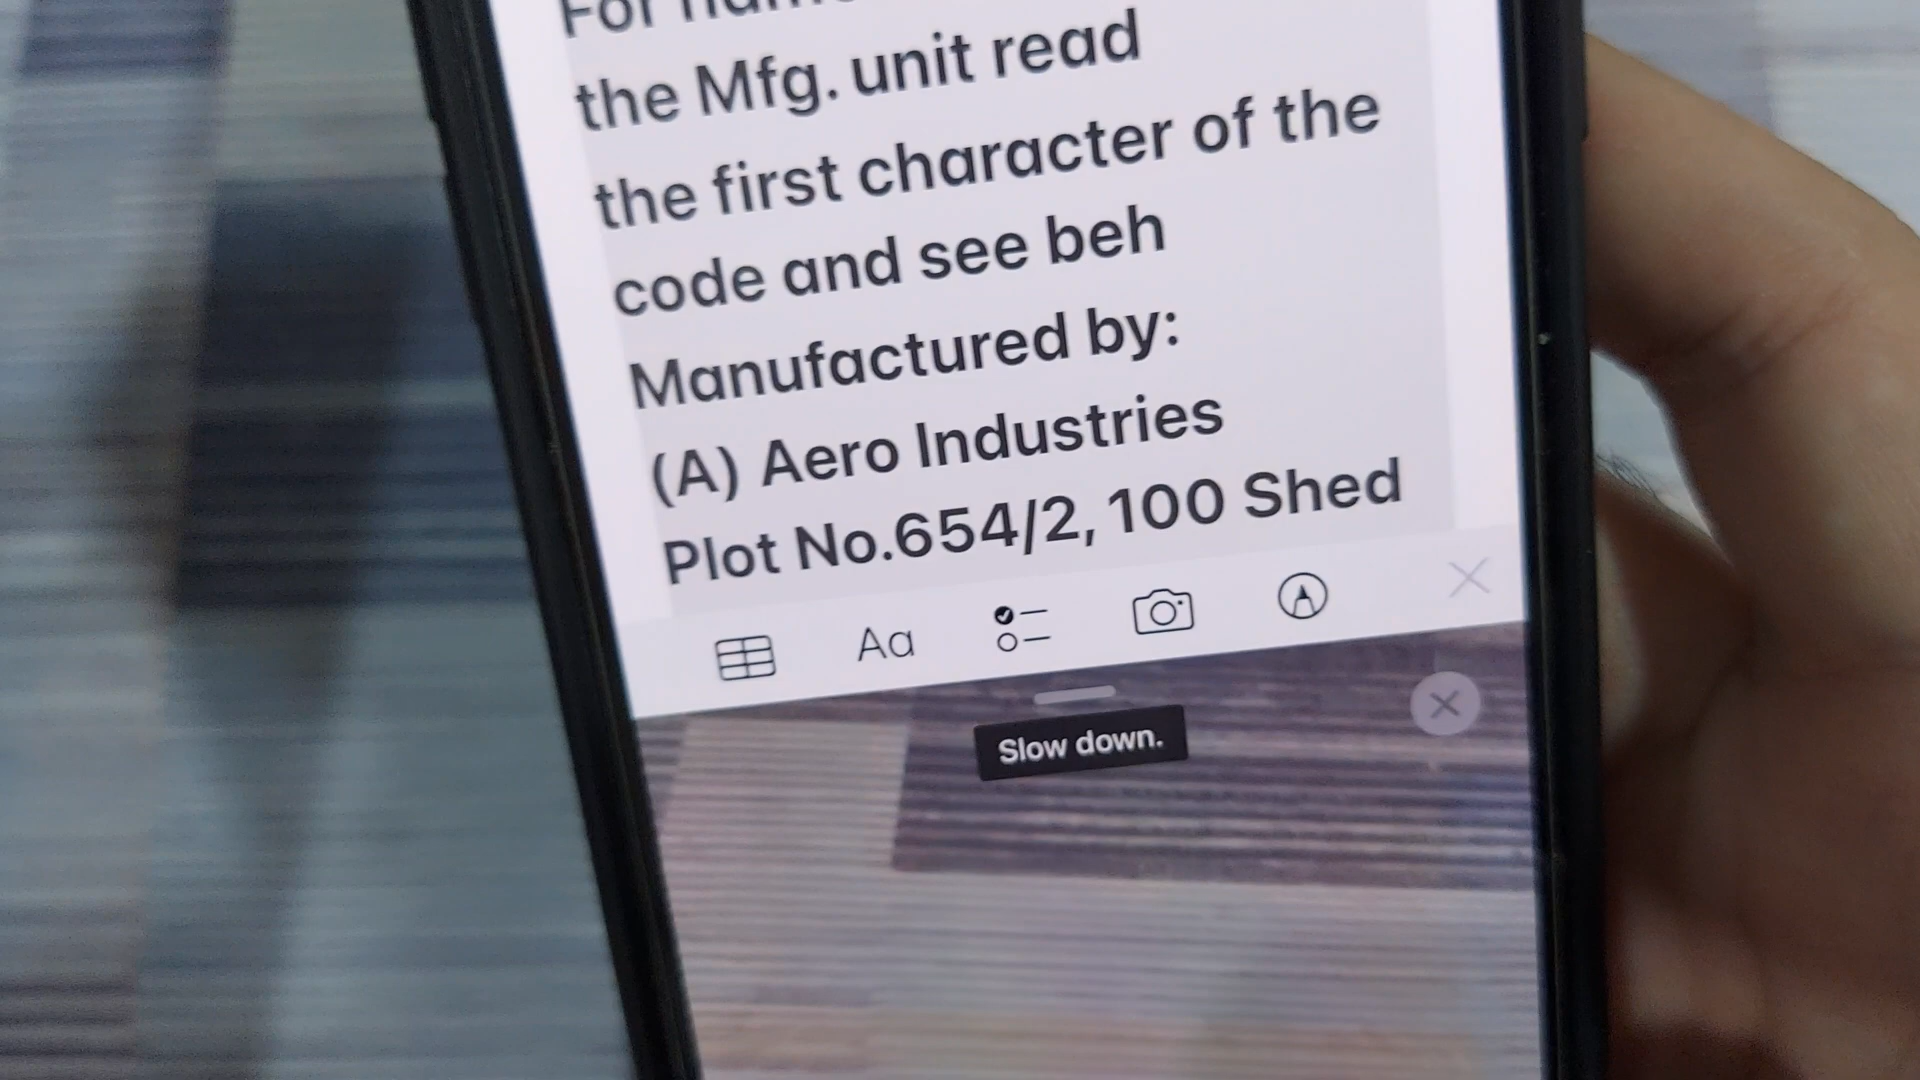 For
the Mfg. unit read
the first character of the
code and see beh
Manufactured by:
(A) Aero Industries
Plot No.654/2, 100 Shed
Aa
Slow down.